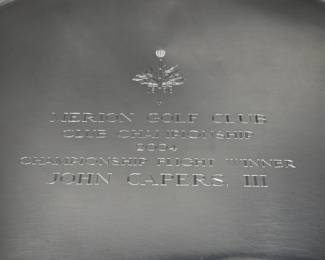 MERION GOLF CLUB
CLUB CHAMPIONSHIP
2004
CHAMPIONSHIP FLIGHT WINNER
JOHN CAPERS, III